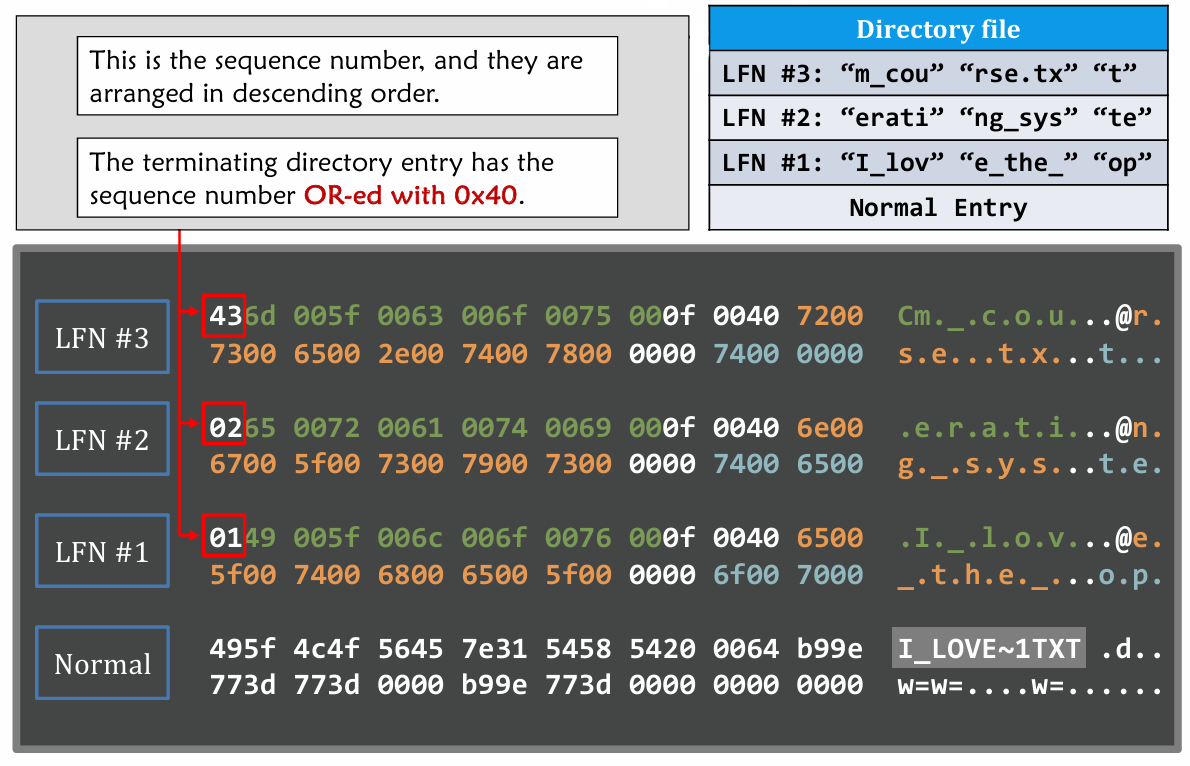 This is the sequence number, and they are
arranged in descending order.
The terminating directory entry has the
sequence number OR-ed with 0x40.
Directory file
LFN #3: “m_cou” “rse.tx” “t”
LFN #2: “erati” “ng_sys” “te”
LFN #1: “I_lov” “e_the_” “op”
Normal Entry
LFN #3
436d 005f 0063 006f 0075 000f 0040 7200 Cm._.c.o.u...@r.
7300 6500 2e00 7400 7800 0000 7400 0000 s.e...t.x...t...
LFN #2
0265 0072 0061 0074 0069 000f 0040 6e00 .e.r.a.t.i...@n.
6700 5f00 7300 7900 7300 0000 7400 6500 g._.s.y.s...t.e.
LFN #1
0149 005f 006c 006f 0076 000f 0040 6500 .I._.l.o.v...@e.
5f00 7400 6800 6500 5f00 0000 6f00 7000 _.t.h.e._...o.p.
Normal
495f 4c4f 5645 7e31 5458 5420 0064 b99e I_LOVE~1TXT .d..
773d 773d 0000 b99e 773d 0000 0000 0000 w=w=....w=......